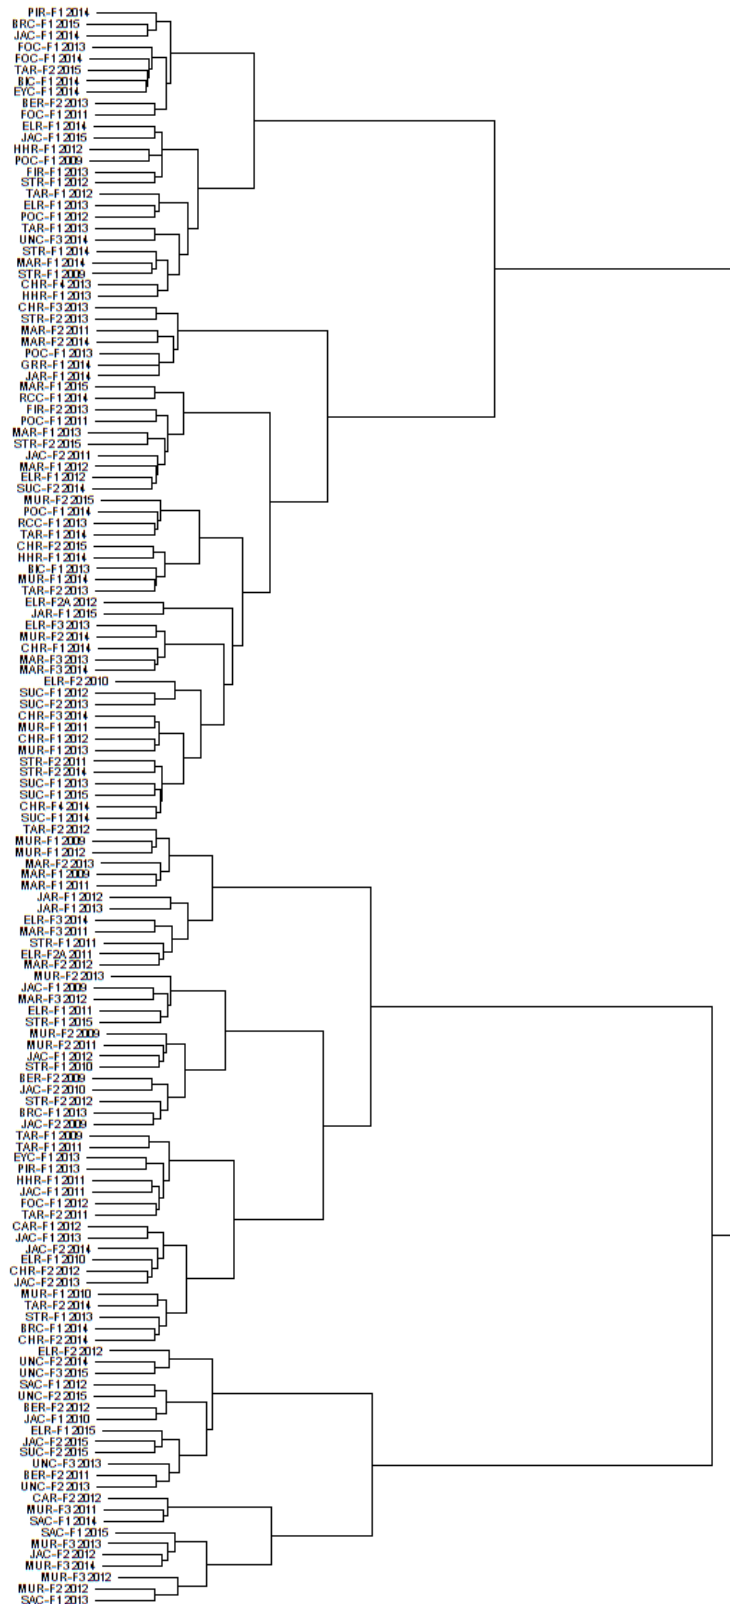 PIR-F1 2014
BRC-F1 2015
JAC-F1 2014
FOC-F1 2013
FOC-F1 2014
TAR-F2 2015
BIC-F1 2014
EYC-F1 2014
BER-F2 2013
FOC-F1 2011
ELR-F1 2014
JAC-F1 2015
HHR-F1 2012
POC-F1 2009
FIR-F1 2013
STR-F1 2012
TAR-F1 2012
ELR-F1 2013
POC-F1 2012
TAR-F1 2013
UNC-F3 2014
STR-F1 2014
MAR-F1 2014
STR-F1 2009
CHR-F4 2013
HHR-F1 2013
CHR-F3 2013
STR-F2 2013
MAR-F2 2011
MAR-F2 2014
POC-F1 2013
GRR-F1 2014
JAR-F1 2014
MAR-F1 2015
RCC-F1 2014
FIR-F2 2013
POC-F1 2011
MAR-F1 2013
STR-F2 2015
JAC-F2 2011
MAR-F1 2012
ELR-F1 2012
SUC-F2 2014
MUR-F2 2015
POC-F1 2014
RCC-F1 2013
TAR-F1 2014
CHR-F2 2015
HHR-F1 2014
BIC-F1 2013
MUR-F1 2014
TAR-F2 2013
ELR-F2A 2012
JAR-F1 2015
ELR-F3 2013
MUR-F2 2014
CHR-F1 2014
MAR-F3 2013
MAR-F3 2014
ELR-F2 2010
SUC-F1 2012
SUC-F2 2013
CHR-F3 2014
MUR-F1 2011
CHR-F1 2012
MUR-F1 2013
STR-F2 2011
STR-F2 2014
SUC-F1 2013
SUC-F1 2015
CHR-F4 2014
SUC-F1 2014
TAR-F2 2012
MUR-F1 2009
MUR-F1 2012
MAR-F2 2013
MAR-F1 2009
MAR-F1 2011
JAR-F1 2012
JAR-F1 2013
ELR-F3 2014
MAR-F3 2011
STR-F1 2011
ELR-F2A 2011
MAR-F2 2012
MUR-F2 2013
JAC-F1 2009
MAR-F3 2012
ELR-F1 2011
STR-F1 2015
MUR-F2 2009
MUR-F2 2011
JAC-F1 2012
STR-F1 2010
BER-F2 2009
JAC-F2 2010
STR-F2 2012
BRC-F1 2013
JAC-F2 2009
TAR-F1 2009
TAR-F1 2011
EYC-F1 2013
PIR-F1 2013
HHR-F1 2011
JAC-F1 2011
FOC-F1 2012
TAR-F2 2011
CAR-F1 2012
JAC-F1 2013
JAC-F2 2014
ELR-F1 2010
CHR-F2 2012
JAC-F2 2013
MUR-F1 2010
TAR-F2 2014
STR-F1 2013
BRC-F1 2014
CHR-F2 2014
ELR-F2 2012
UNC-F2 2014
UNC-F3 2015
SAC-F1 2012
UNC-F2 2015
BER-F2 2012
JAC-F1 2010
ELR-F1 2015
JAC-F2 2015
SUC-F2 2015
UNC-F3 2013
BER-F2 2011
UNC-F2 2013
CAR-F2 2012
MUR-F3 2011
SAC-F1 2014
SAC-F1 2015
MUR-F3 2013
JAC-F2 2012
MUR-F3 2014
MUR-F3 2012
MUR-F2 2012
SAC-F1 2013